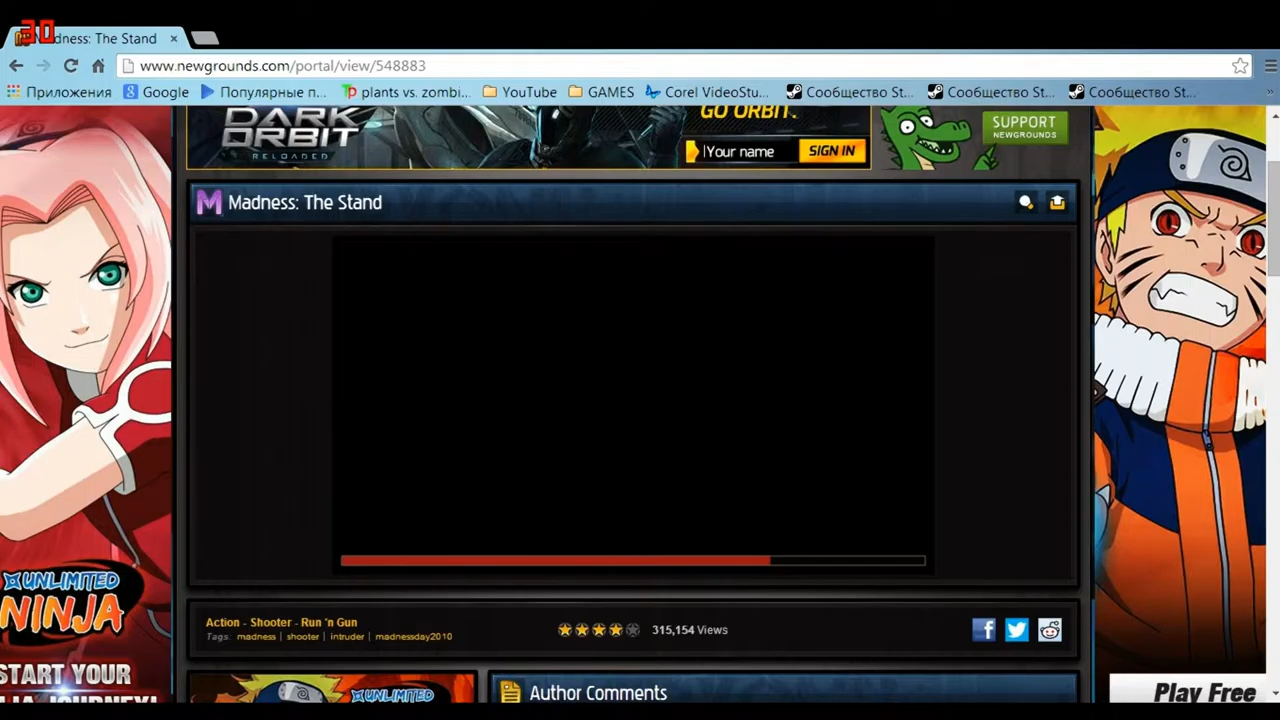 30
dness: The Stand
www.newgrounds.com/portal/view/548883
Приложения Google Популярные п... plants vs. zombi... YouTube GAMES Corel VideoStu... Сообщество St... Сообщество St... Сообщество St... »
DARK ORBIT
RELOADED
GO ORBIT.
Your name SIGN IN
SUPPORT
NEWGROUNDS
M Madness: The Stand
UNLIMITED
NINJA
START YOUR
Action - Shooter - Run 'n Gun
Tags: madness | shooter | intruder | madnessday2010
315,154 Views
UNLIMITED
Author Comments
Play Free